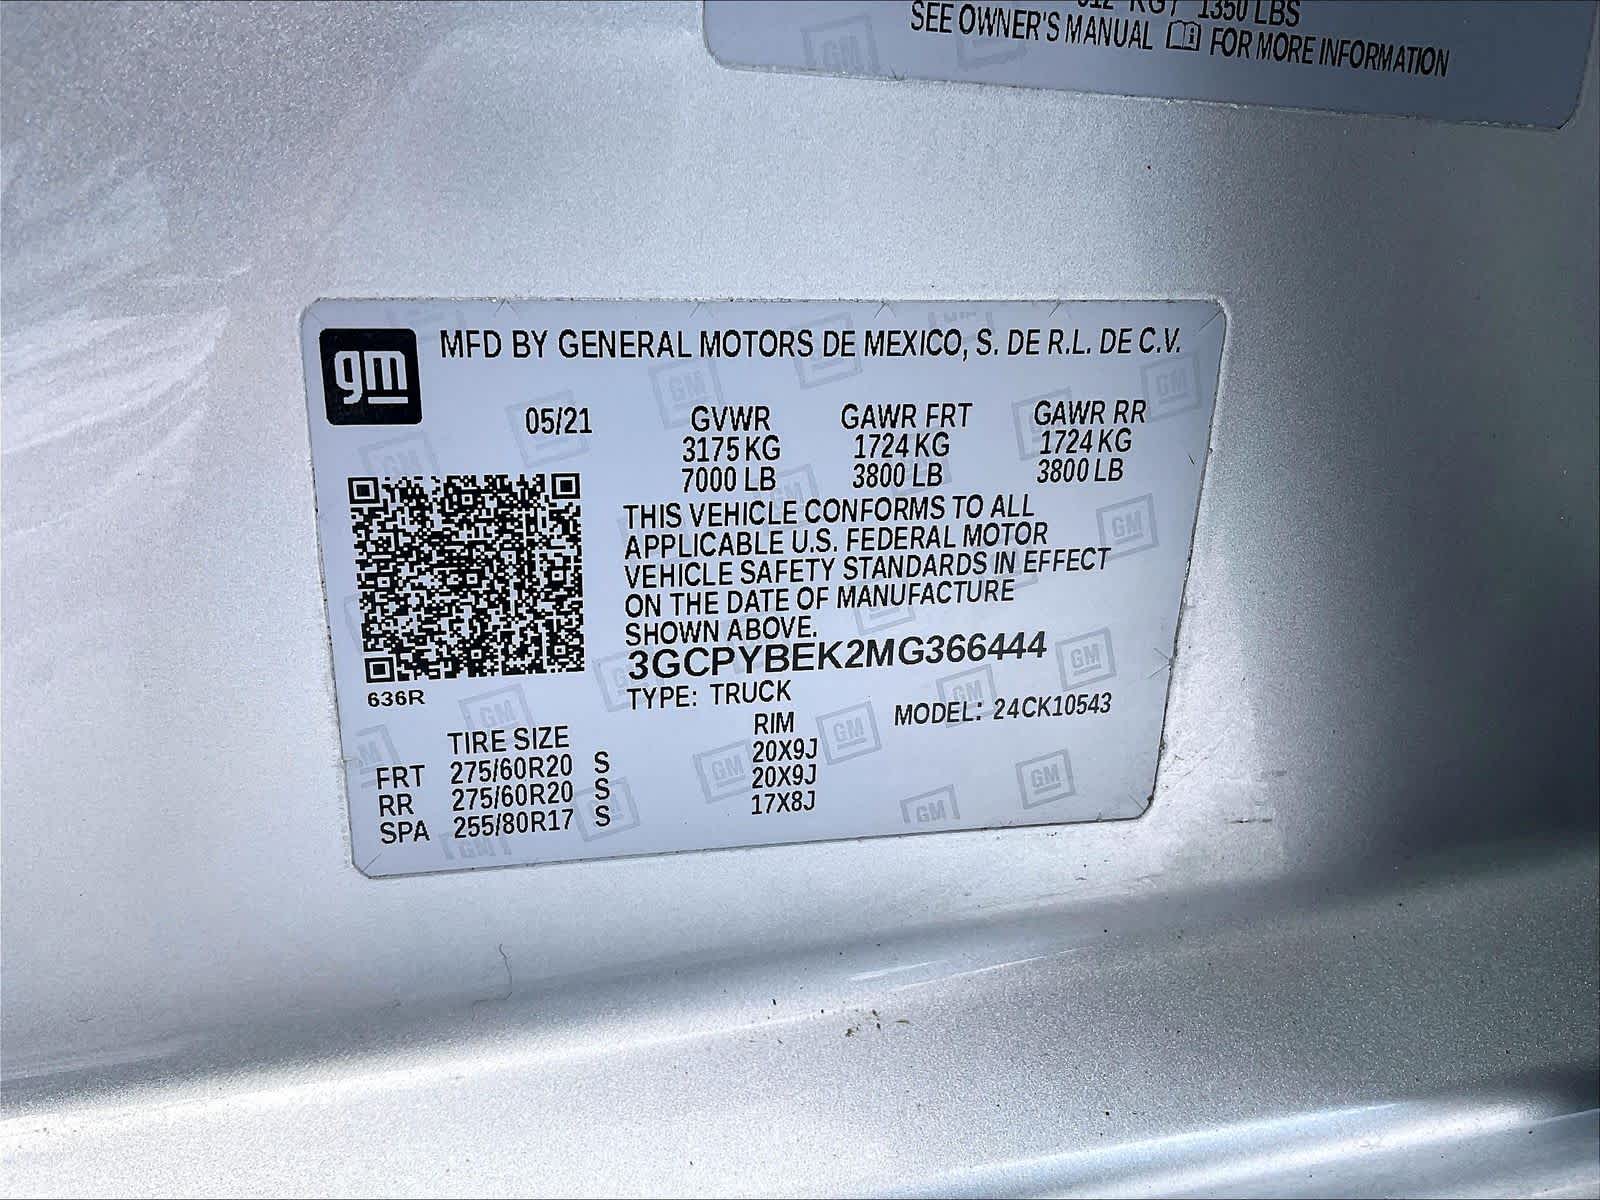 1350 LBS
SEE OWNER'S MANUAL FOR MORE INFORMATION
gm
MFD BY GENERAL MOTORS DE MEXICO, S. DE R.L. DE C.V.
05/21 GVWR GAWR FRT GAWR RR
3175 KG 1724 KG 1724 KG
7000 LB 3800 LB 3800 LB
THIS VEHICLE CONFORMS TO ALL
APPLICABLE U.S. FEDERAL MOTOR
VEHICLE SAFETY STANDARDS IN EFFECT
ON THE DATE OF MANUFACTURE
SHOWN ABOVE.
3GCPYBEK2MG366444
636R
TYPE: TRUCK
MODEL: 24CK10543
TIRE SIZE RIM
FRT 275/60R20 S 20X9J
RR 275/60R20 S 20X9J
SPA 255/80R17 S 17X8J